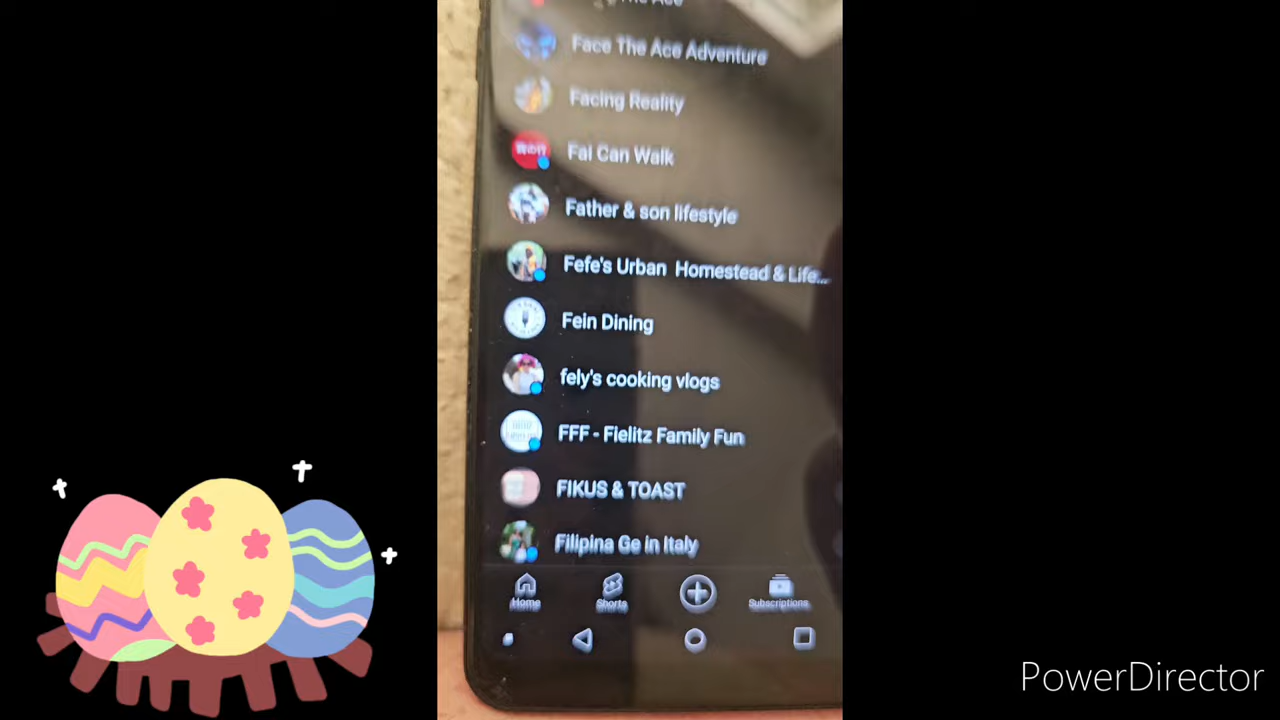 Face The Ace Adventure
Facing Reality
Fai Can Walk
Father & son lifestyle
Fefe's Urban Homestead & Life...
Fein Dining
fely's cooking vlogs
FFF - Fielitz Family Fun
FIKUS & TOAST
Filipina Ge in Italy
Home
Shorts
Subscriptions
PowerDirector